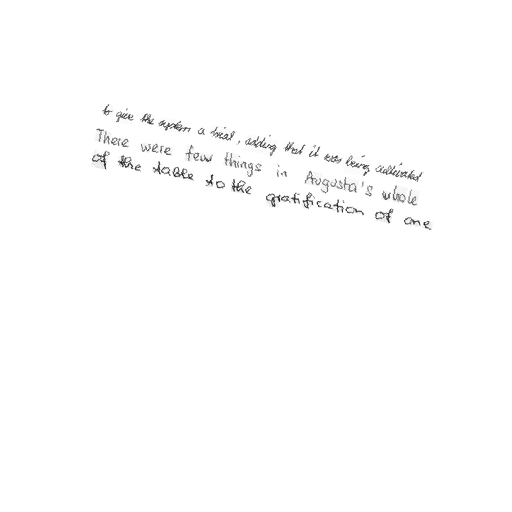 to give the system a trial, adding that it was being cultivated
There were few things in Augusta's whole
of the table to the gratification of one